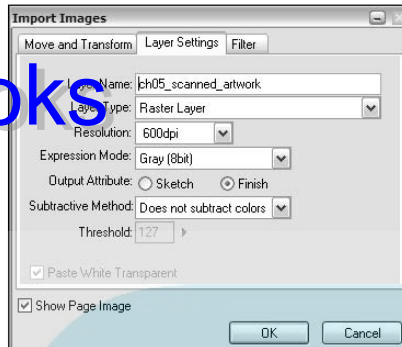 Import Images
Move and Transform Layer Settings Filter
oks
Layer Name: ch05_scanned_artwork
Layer Type: Raster Layer
Resolution: 600dpi
Expression Mode: Gray (8bit)
Output Attribute: Sketch Finish
Subtractive Method: Does not subtract colors
Threshold: 127
Paste White Transparent
Show Page Image
OK Cancel